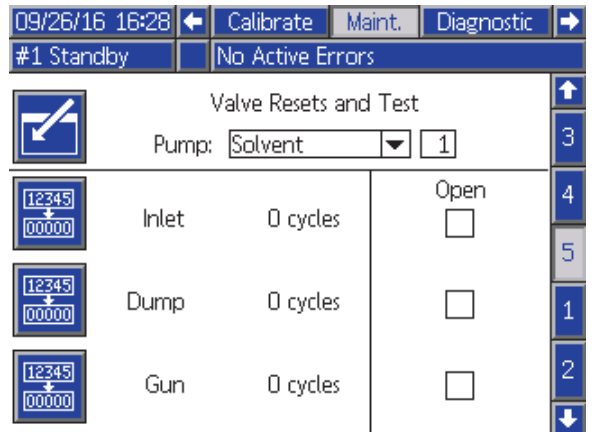 09/26/16 16:28 Calibrate Maint. Diagnostic
#1 Standby No Active Errors
Valve Resets and Test
Pump: Solvent 1
3
12345
00000
Inlet 0 cycles
Open
4
5
12345
00000
Dump 0 cycles
1
12345
00000
Gun 0 cycles
2